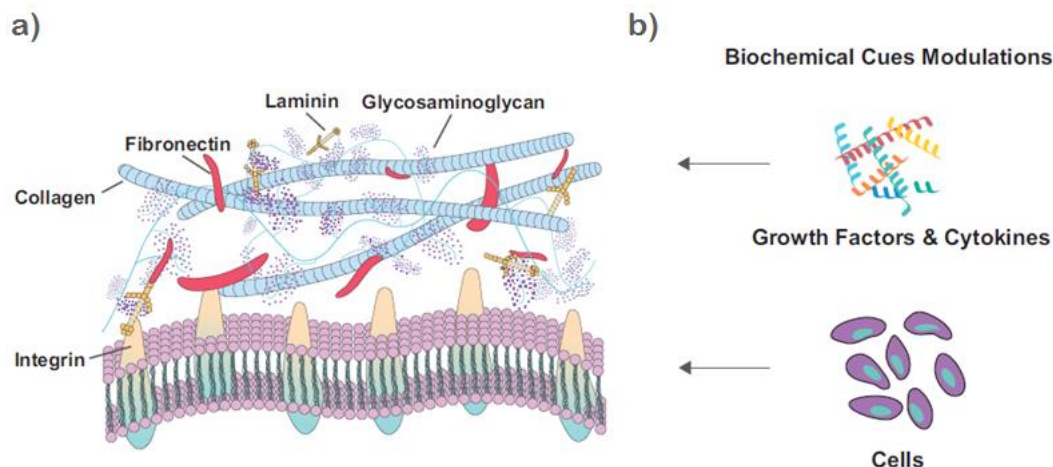 a)
b)
Biochemical Cues Modulations
Laminin
Glycosaminoglycan
Fibronectin
Collagen
Growth Factors & Cytokines
Integrin
Cells